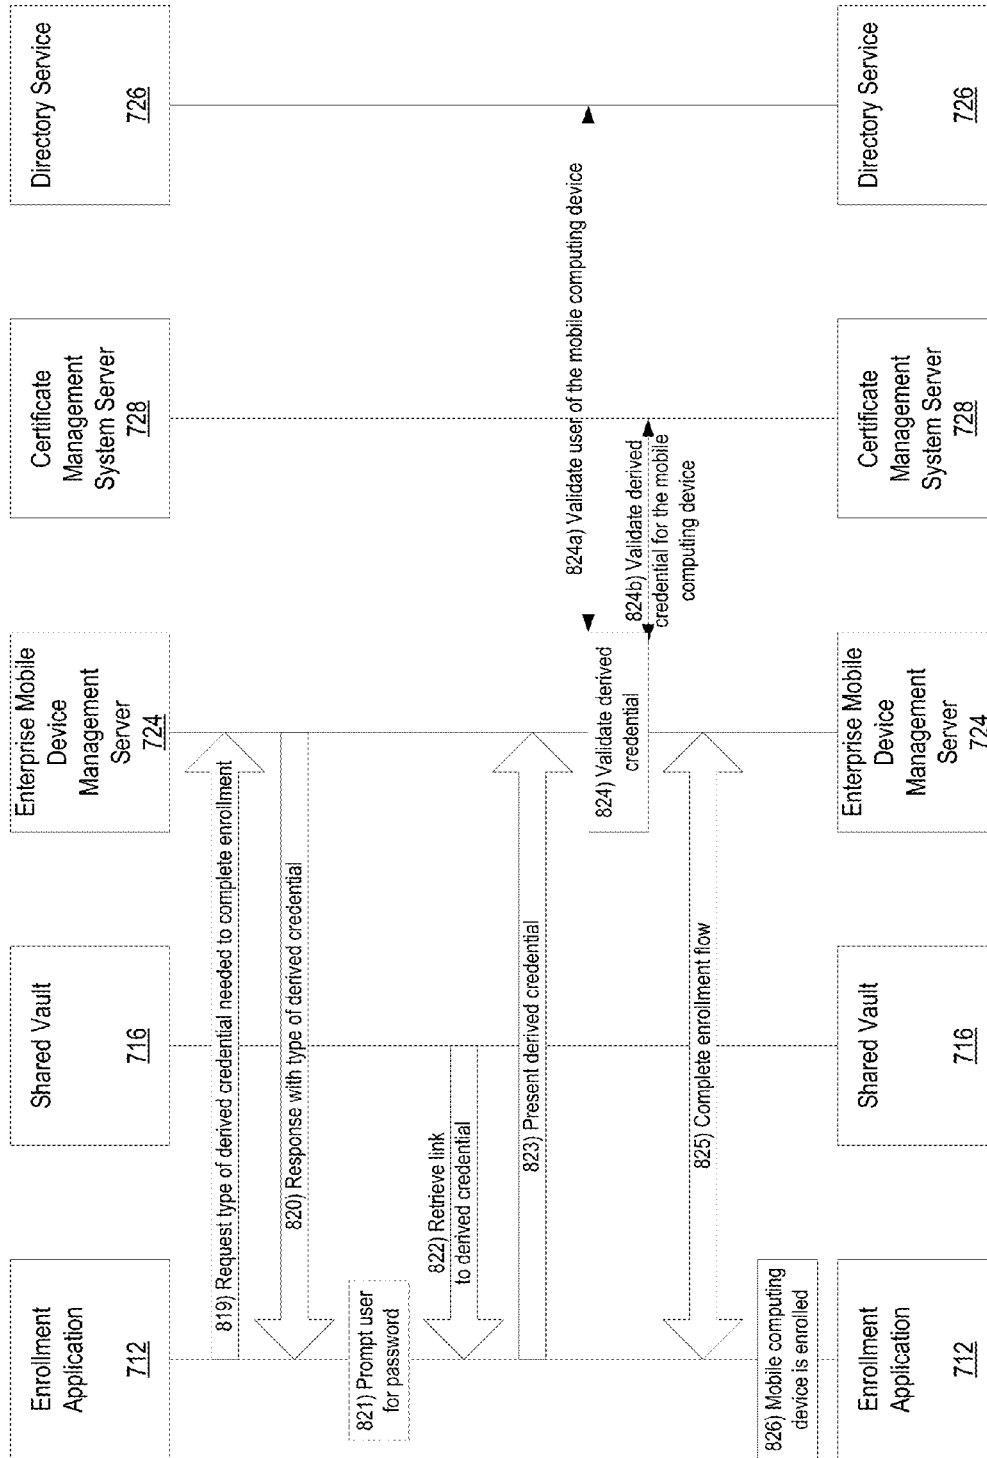 Enrollment
Application
712
Shared Vault
716
Enterprise Mobile
Device
Management
Server
724
Certificate
Management
System Server
728
Directory Service
726
819) Request type of derived credential needed to complete enrollment
820) Response with type of derived credential
821) Prompt user
for password
822) Retrieve link
to derived credential
823) Present derived credential
824) Validate derived
credential
824a) Validate user of the mobile computing device
824b) Validate derived
credential for the mobile
computing device
825) Complete enrollment flow
826) Mobile computing
device is enrolled
Enrollment
Application
712
Shared Vault
716
Enterprise Mobile
Device
Management
Server
724
Certificate
Management
System Server
728
Directory Service
726